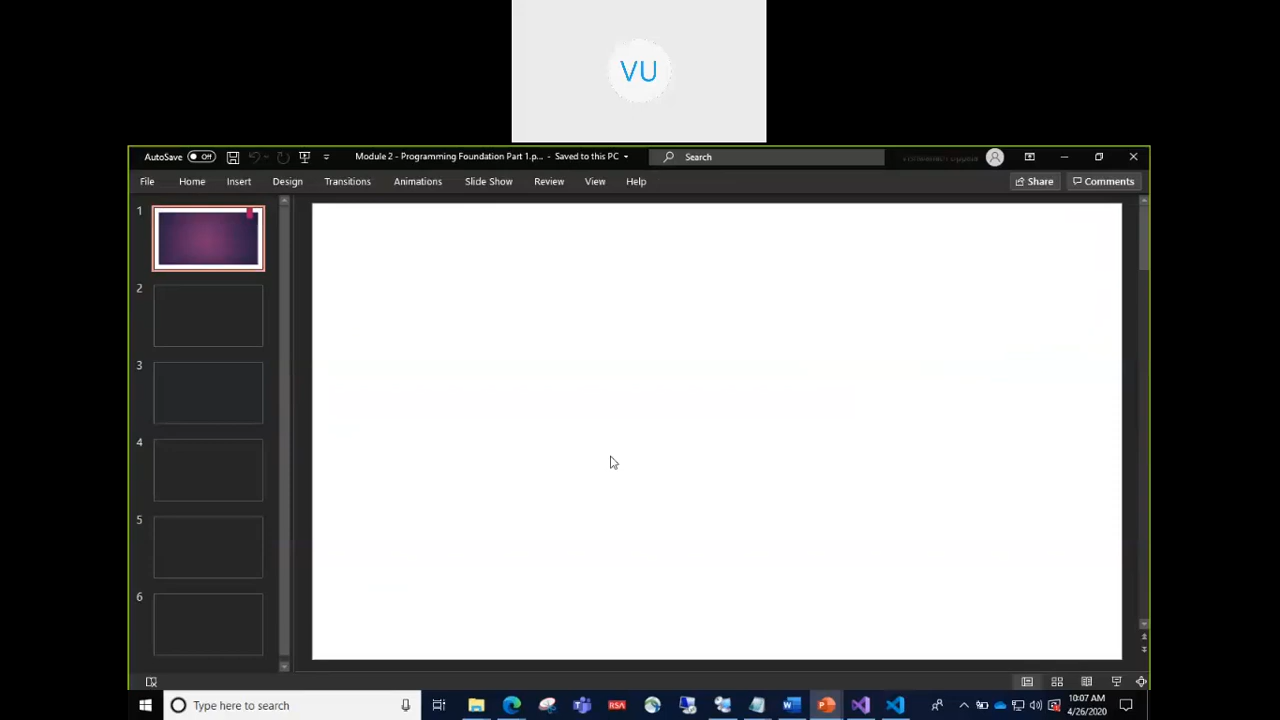 VU
AutoSave Off Module 2 - Programming Foundation Part 1.p... - Saved to this PC Search
File Home Insert Design Transitions Animations Slide Show Review View Help Share Comments
1
2
3
4
5
6
Type here to search RSA 10:07 AM
4/26/2020